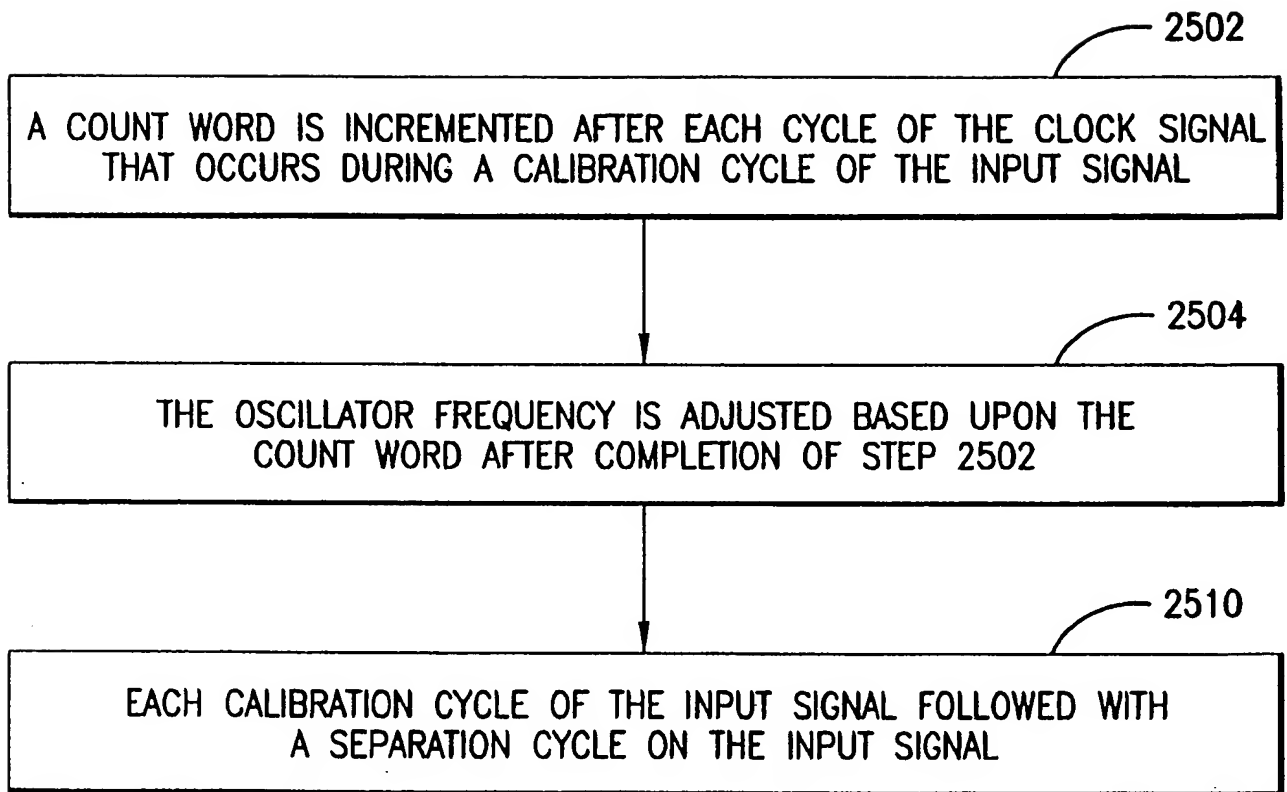 2502
A COUNT WORD IS INCREMENTED AFTER EACH CYCLE OF THE CLOCK SIGNAL
THAT OCCURS DURING A CALIBRATION CYCLE OF THE INPUT SIGNAL
2504
THE OSCILLATOR FREQUENCY IS ADJUSTED BASED UPON THE
COUNT WORD AFTER COMPLETION OF STEP 2502
2510
EACH CALIBRATION CYCLE OF THE INPUT SIGNAL FOLLOWED WITH
A SEPARATION CYCLE ON THE INPUT SIGNAL